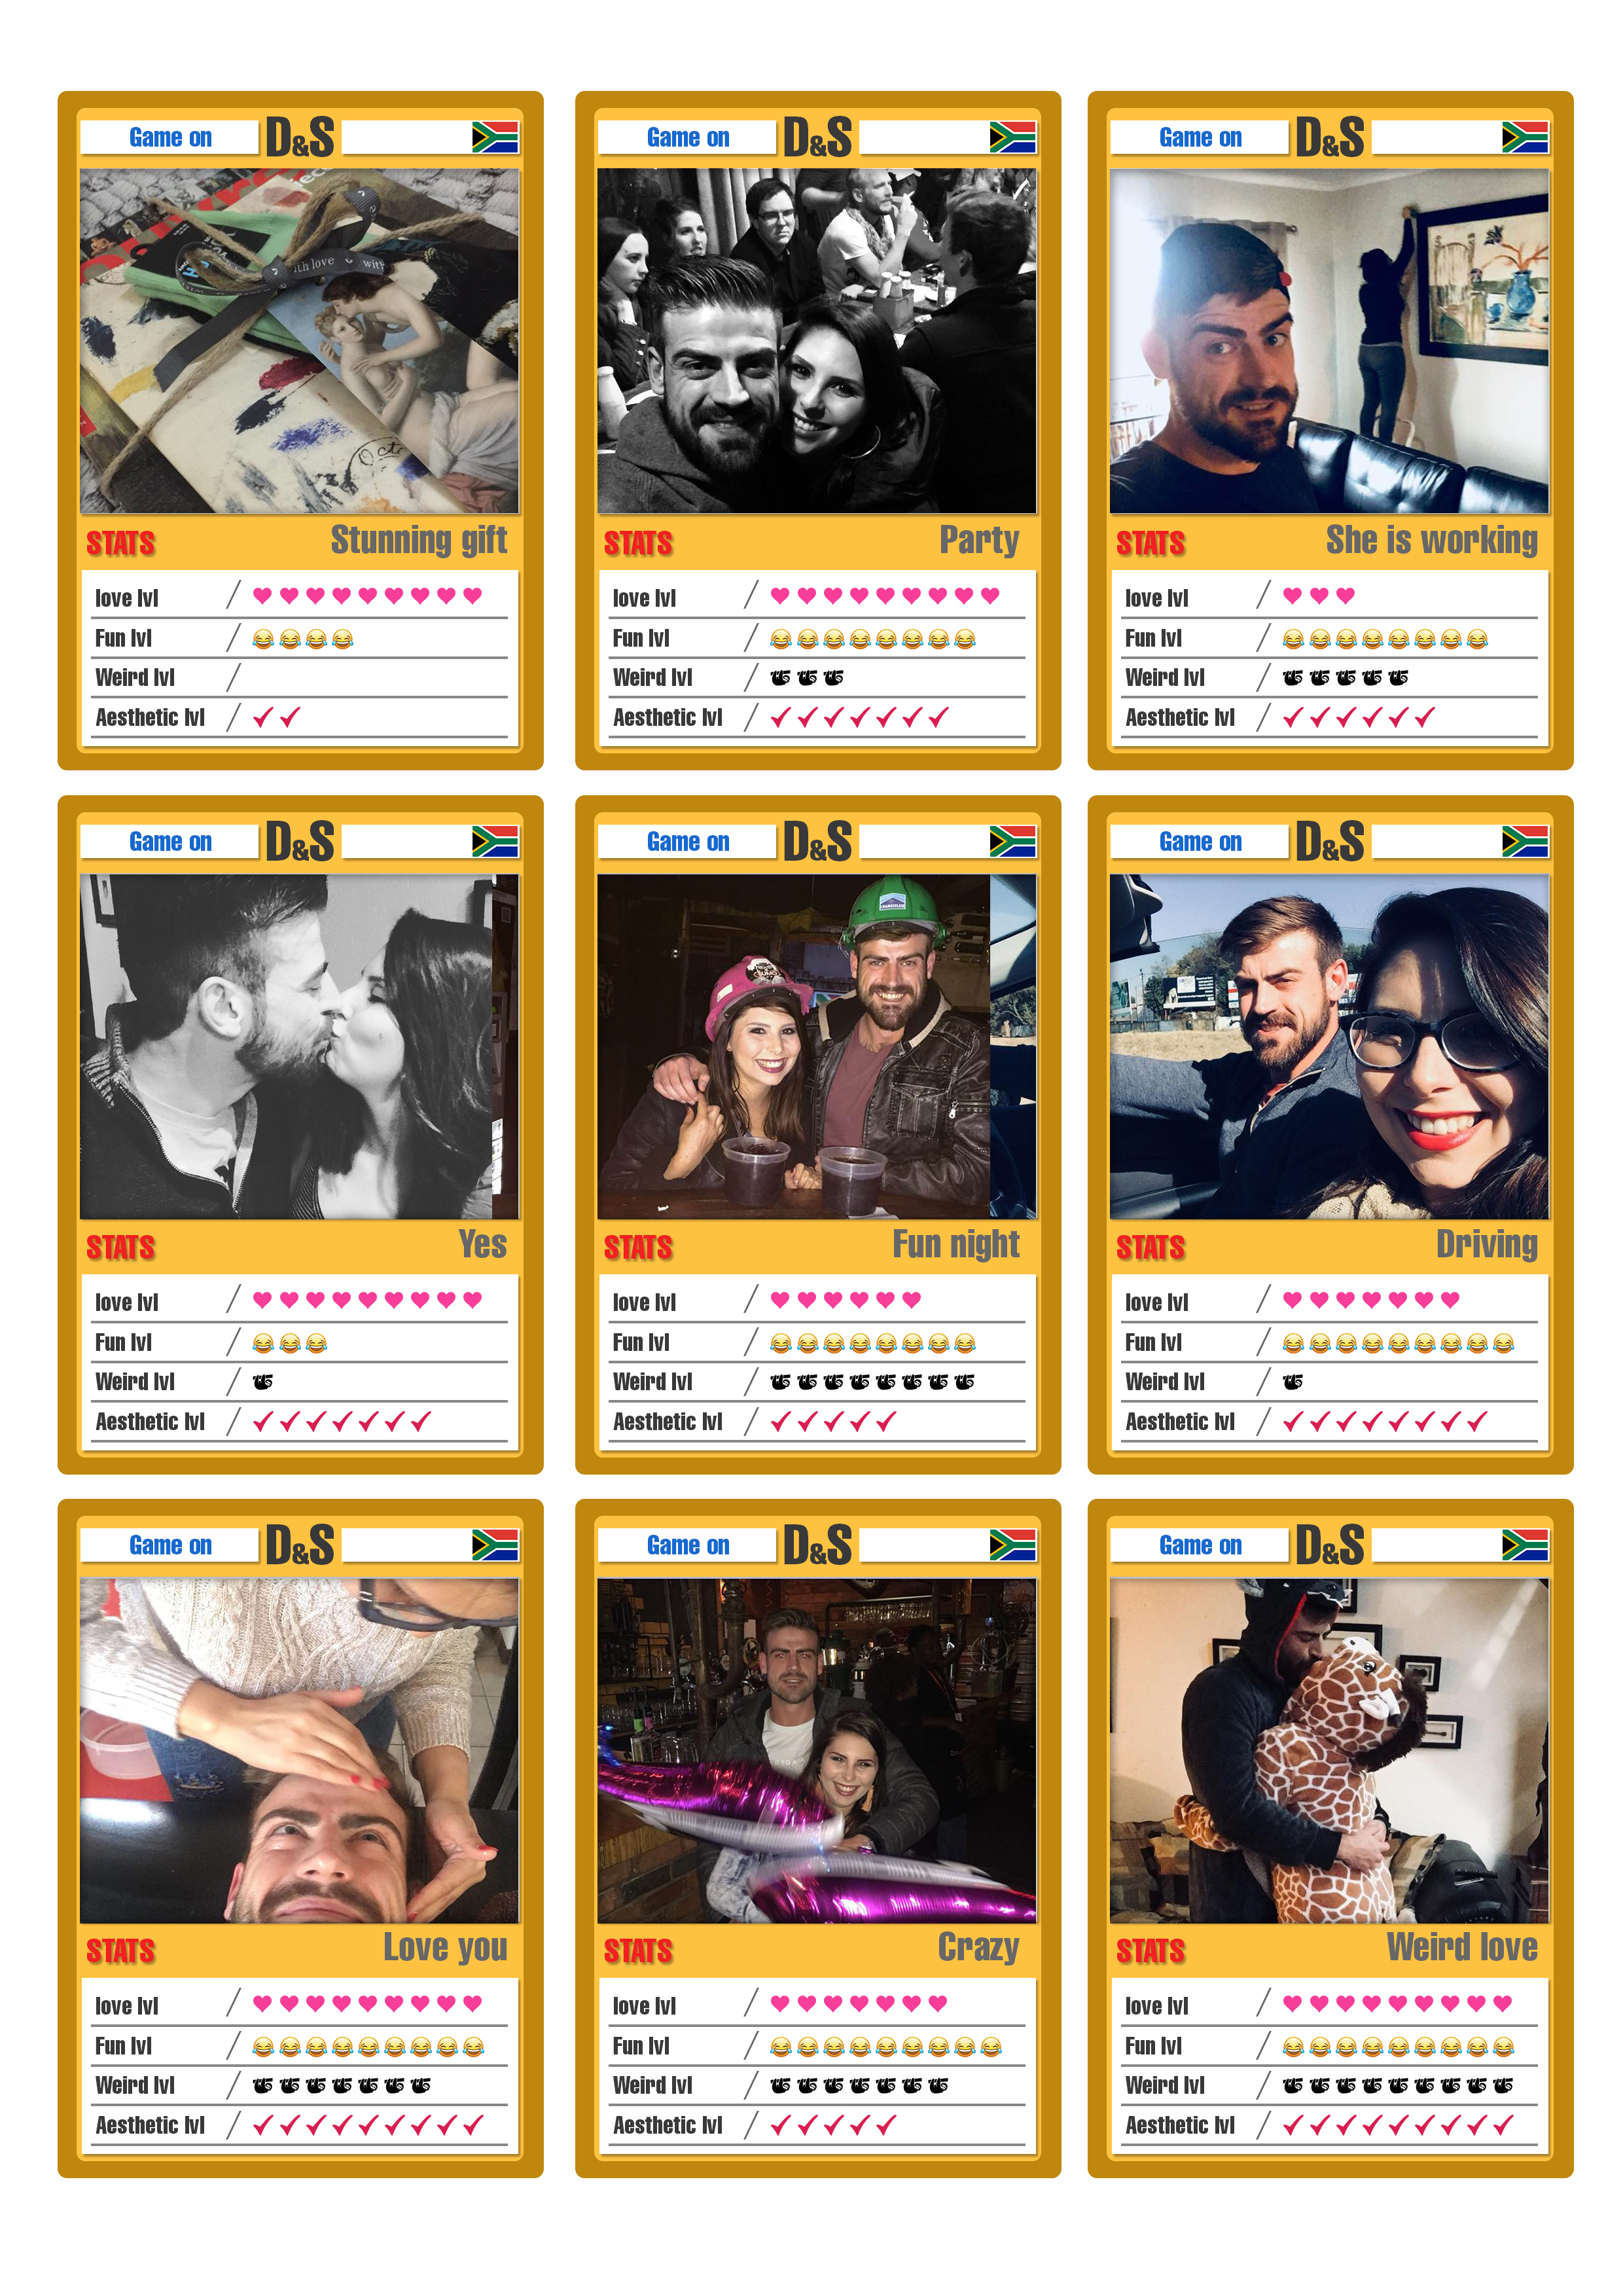 Game on D&S
Stunning gift
STATS
love lvl
Fun lvl
Weird lvl
Aesthetic lvl
ith love with
Octo
Game on D&S
Party
STATS
love lvl
Fun lvl
Weird lvl
Aesthetic lvl
Game on D&S
She is working
STATS
love lvl
Fun lvl
Weird lvl
Aesthetic lvl
Game on D&S
Yes
STATS
love lvl
Fun lvl
Weird lvl
Aesthetic lvl
Game on D&S
CHAMBERLAIN
Fun night
STATS
love lvl
Fun lvl
Weird lvl
Aesthetic lvl
Game on D&S
Driving
STATS
love lvl
Fun lvl
Weird lvl
Aesthetic lvl
Game on D&S
Love you
STATS
love lvl
Fun lvl
Weird lvl
Aesthetic lvl
Game on D&S
Crazy
STATS
love lvl
Fun lvl
Weird lvl
Aesthetic lvl
Game on D&S
Weird love
STATS
love lvl
Fun lvl
Weird lvl
Aesthetic lvl